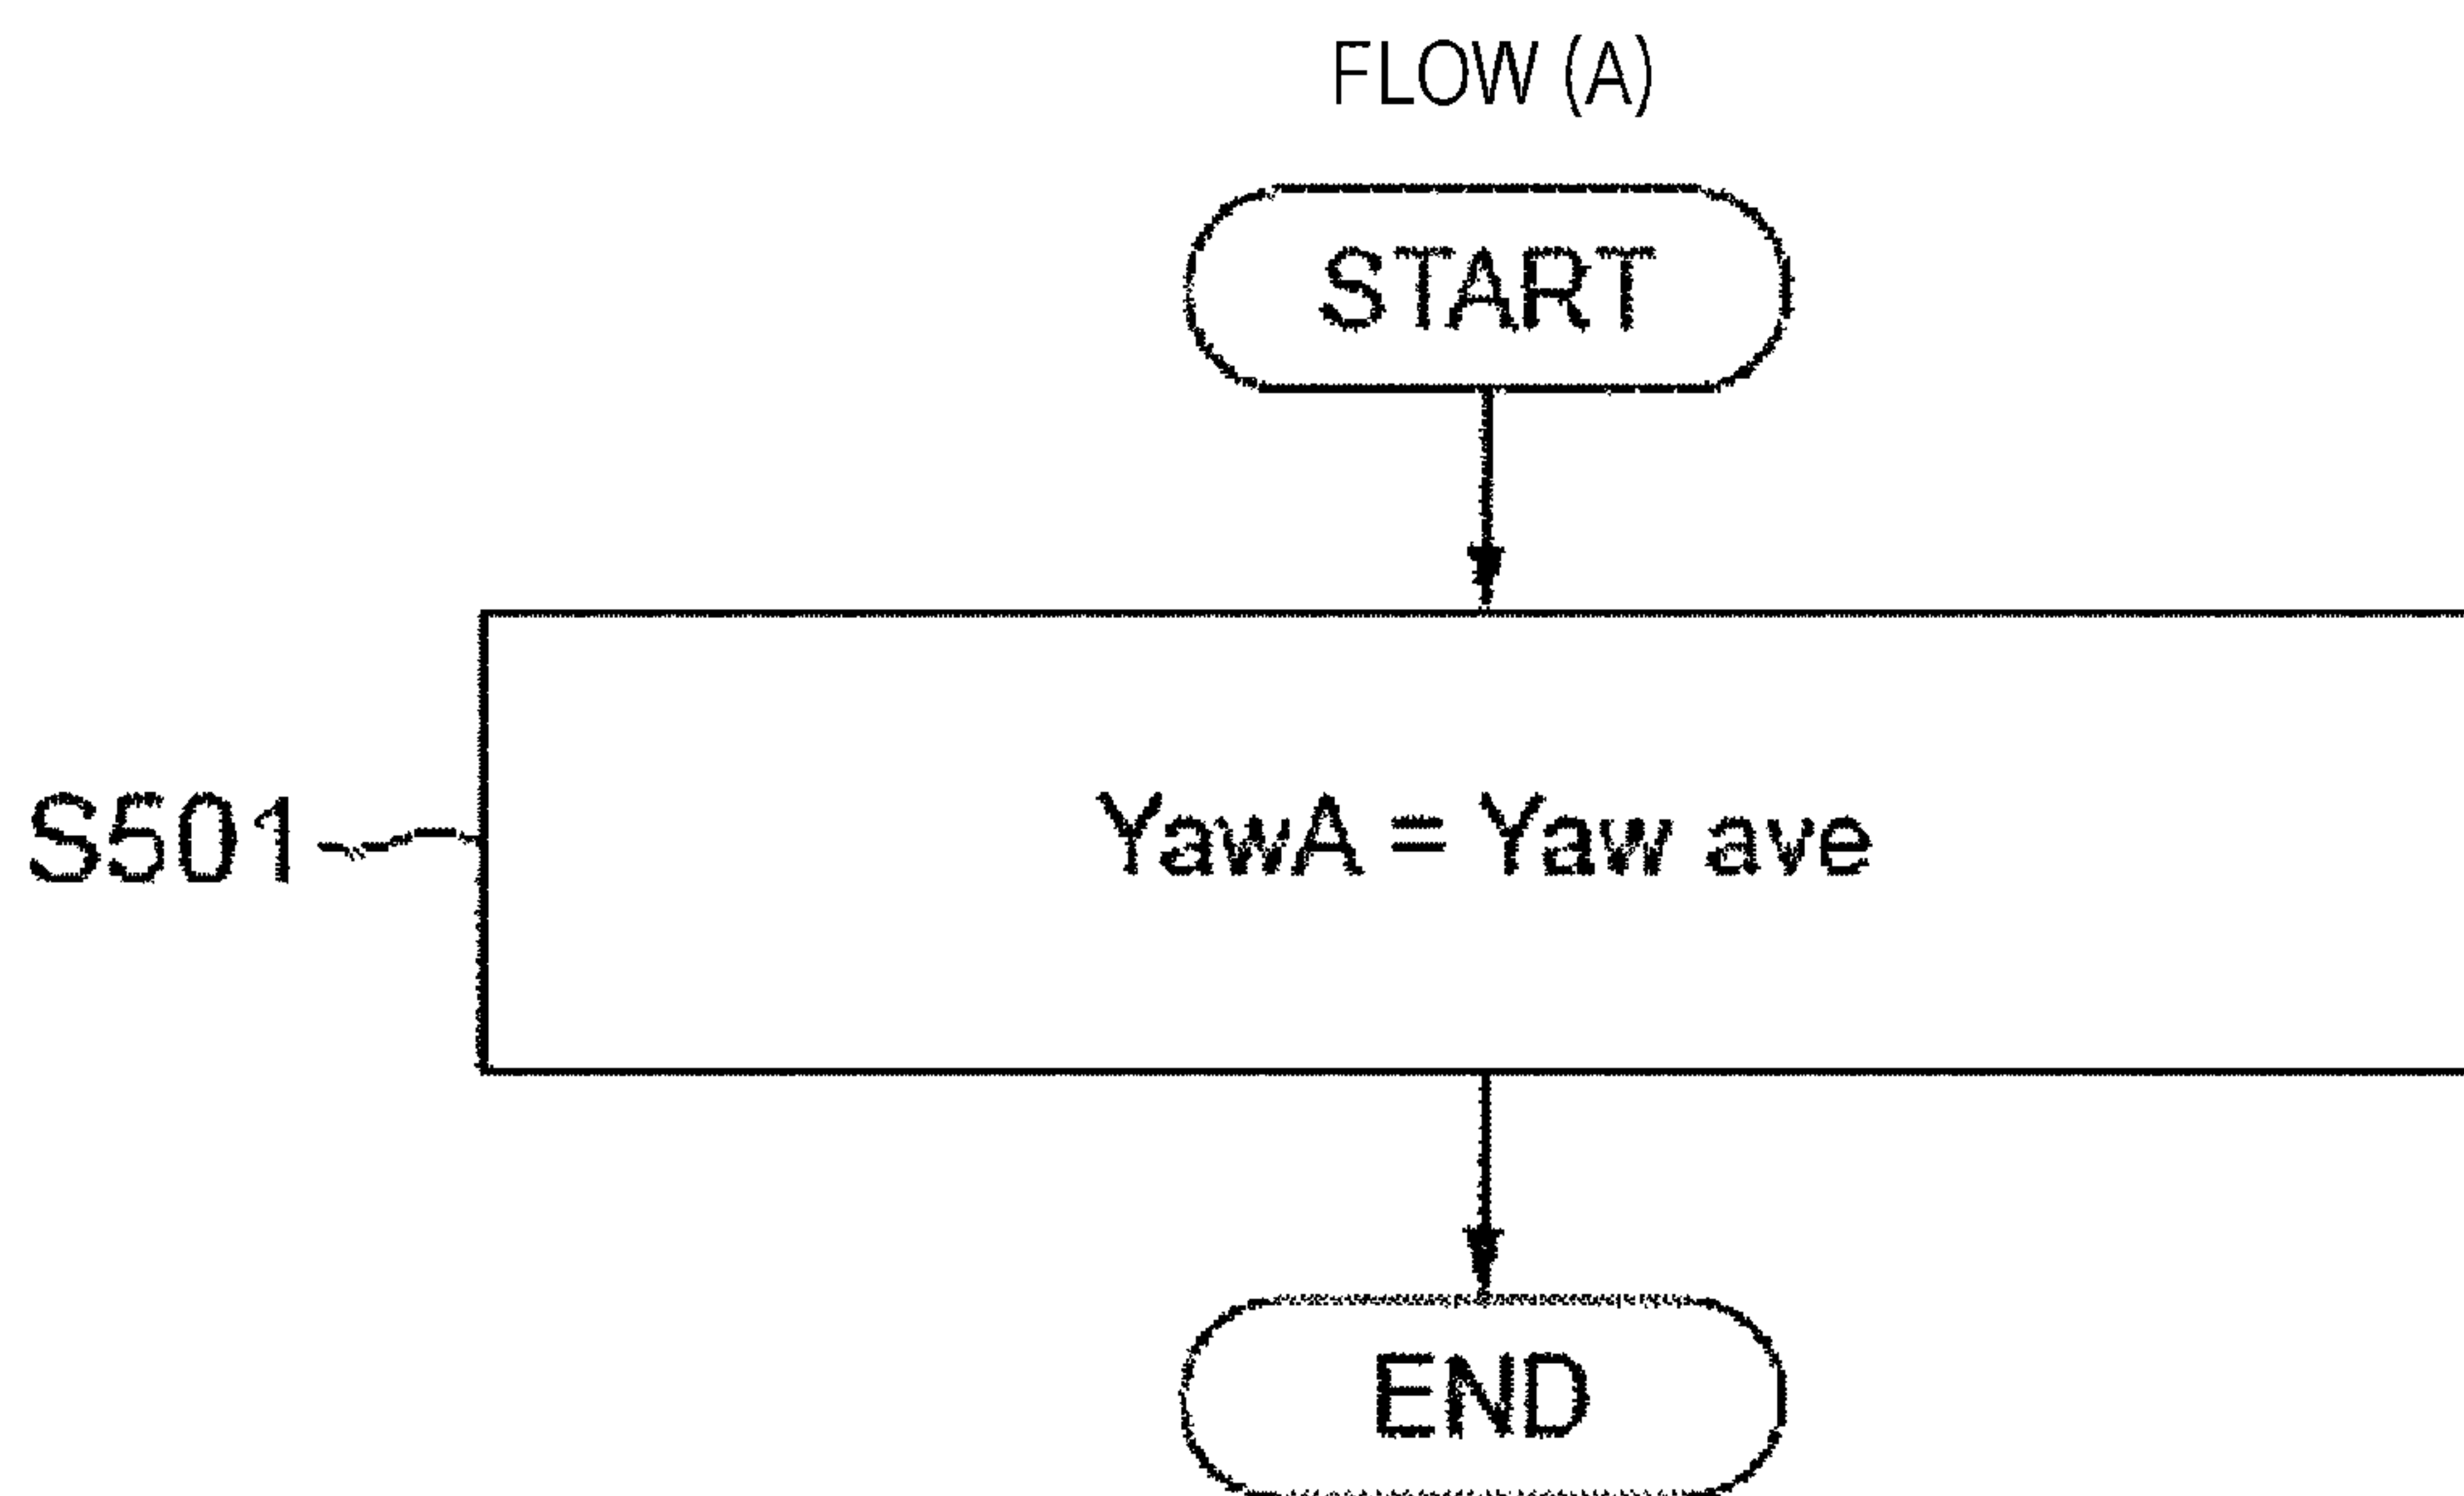 FLOW (A)
START
S501
YawA = Yaw ave
END